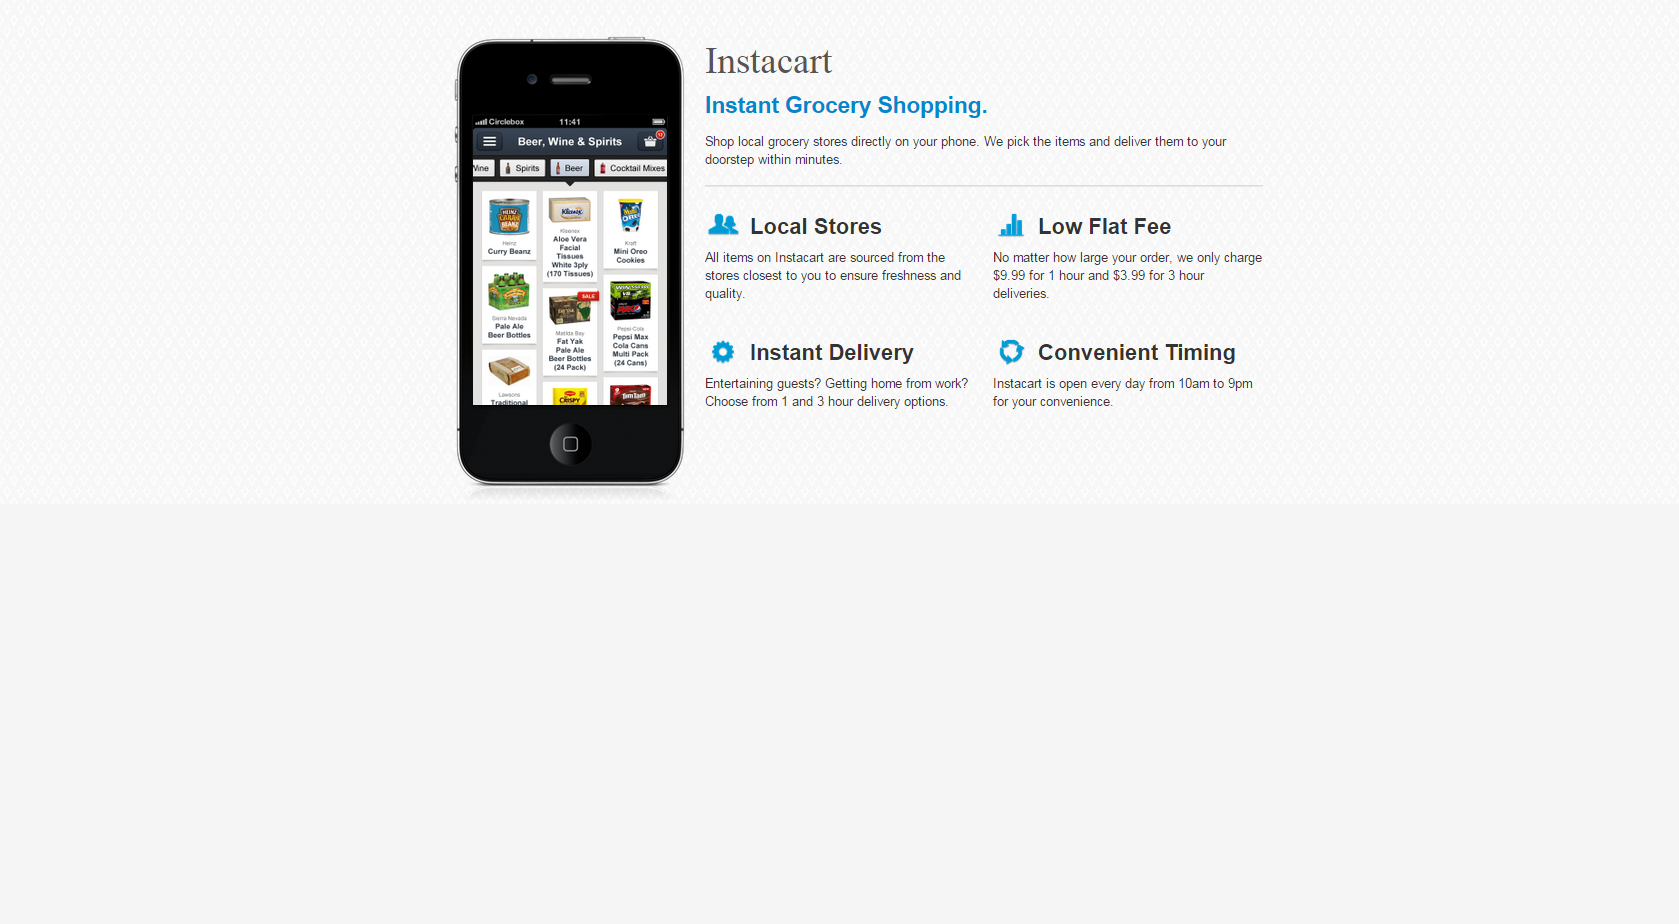 Instacart
Instant Grocery Shopping.
Shop local grocery stores directly on your phone. We pick the items and deliver them to your
doorstep within minutes.
Local Stores
All items on Instacart are sourced from the
stores closest to you to ensure freshness and
quality.
Low Flat Fee
No matter how large your order, we only charge
$9.99 for 1 hour and $3.99 for 3 hour
deliveries.
Instant Delivery
Entertaining guests? Getting home from work?
Choose from 1 and 3 hour delivery options.
Convenient Timing
Instacart is open every day from 10am to 9pm
for your convenience.
Circlebox 11:41
Beer, Wine & Spirits
Spirits Beer Cocktail Mixes
HEINZ
Heinz
Curry Beanz
Sierra Nevada
Pale Ale
Beer Bottles
Lawsons
Traditional
Kleenex
Kleenex
Aloe Vera
Facial
Tissues
White 3ply
(170 Tissues)
SALE
Matilda Bay
Fat Yak
Pale Ale
Beer Bottles
(24 Pack)
CRISPY
Kraft
Mini Oreo
Cookies
Pepsi-Cola
Pepsi Max
Cola Cans
Multi Pack
(24 Cans)
TimTam